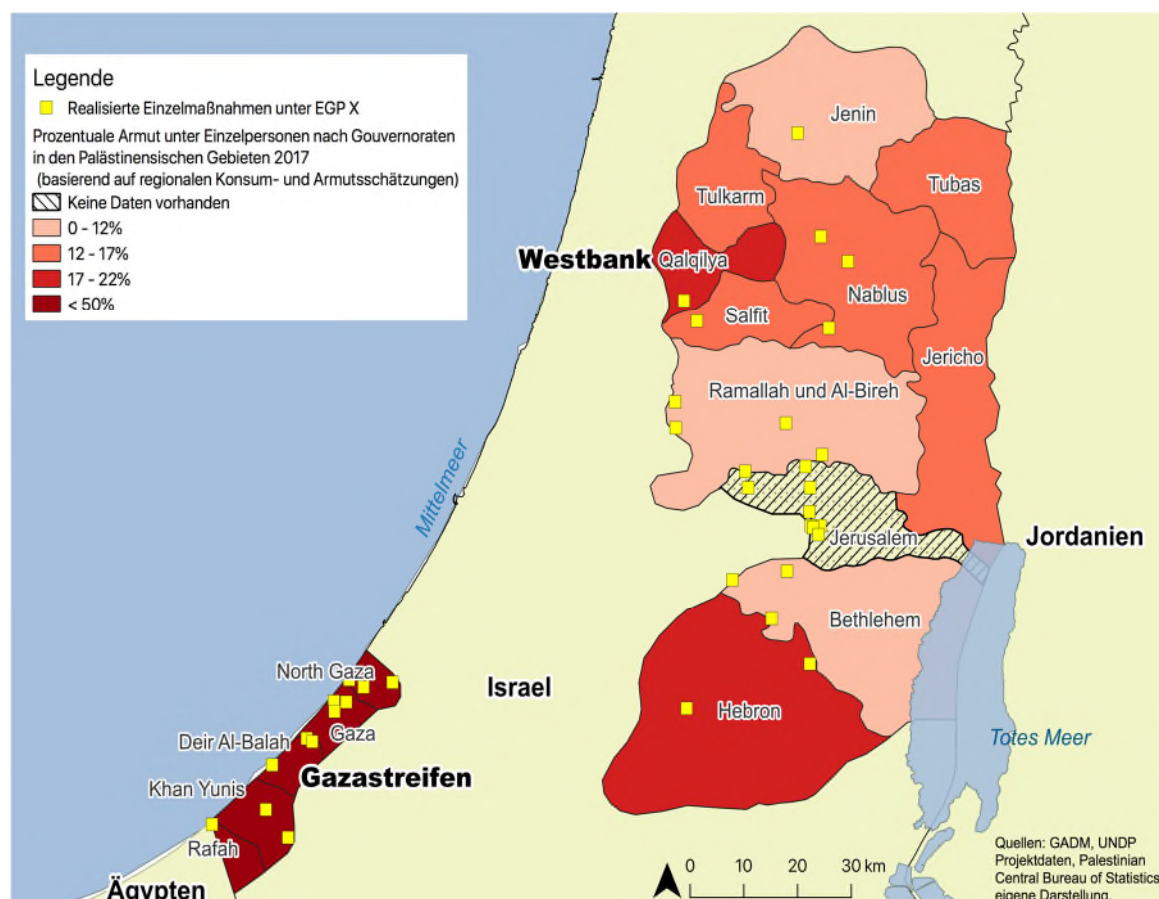 Legende
Realisierte Einzelmaßnahmen unter EGP X
Prozentuale Armut unter Einzelpersonen nach Gouvernoraten
in den Palästinensischen Gebieten 2017
(basierend auf regionalen Konsum- und Armutsschätzungen)
Keine Daten vorhanden
0 - 12%
12 - 17%
17 - 22%
< 50%
Jenin
Tulkarm
Tubas
Westbank
Qalqilya
Nablus
Salfit
Jericho
Ramallah und Al-Bireh
Mittelmeer
Jerusalem
Jordanien
Bethlehem
North Gaza
Israel
Hebron
Gaza
Deir Al-Balah
Totes Meer
Gazastreifen
Khan Yunis
Rafah
Ägypten
0 10 20 30 km
Quellen: GADM, UNDP
Projektdaten, Palestinian
Central Bureau of Statistics,
eigene Darstellung.